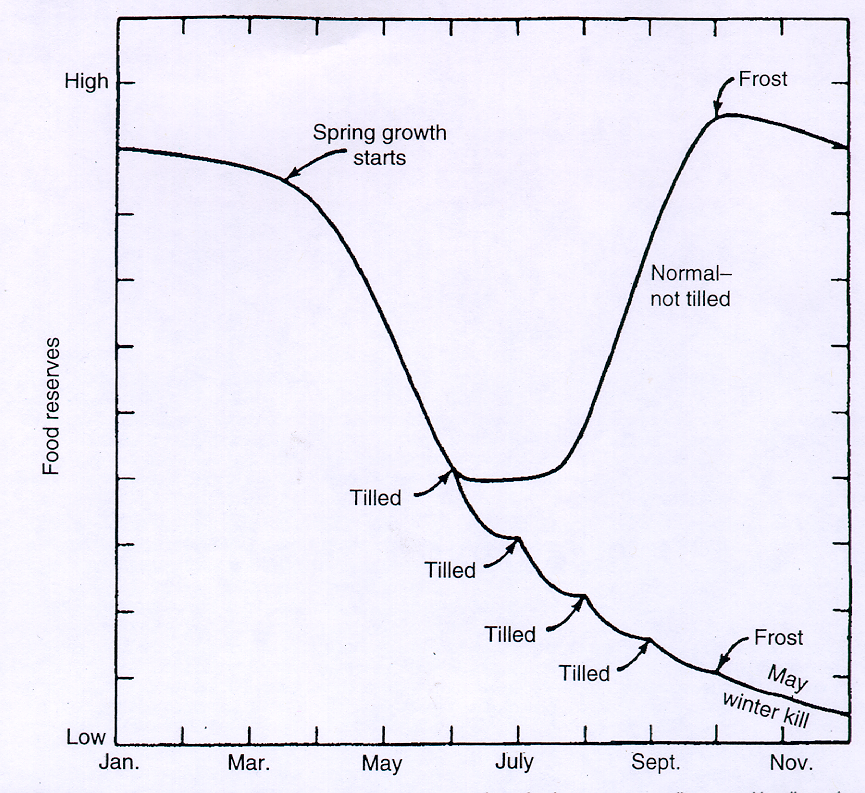 High
Frost
Spring growth
starts
Normal–
not tilled
Food reserves
Tilled
Tilled
Tilled
Tilled
Frost
May
winter kill
Low
Jan.
Mar.
May
July
Sept.
Nov.